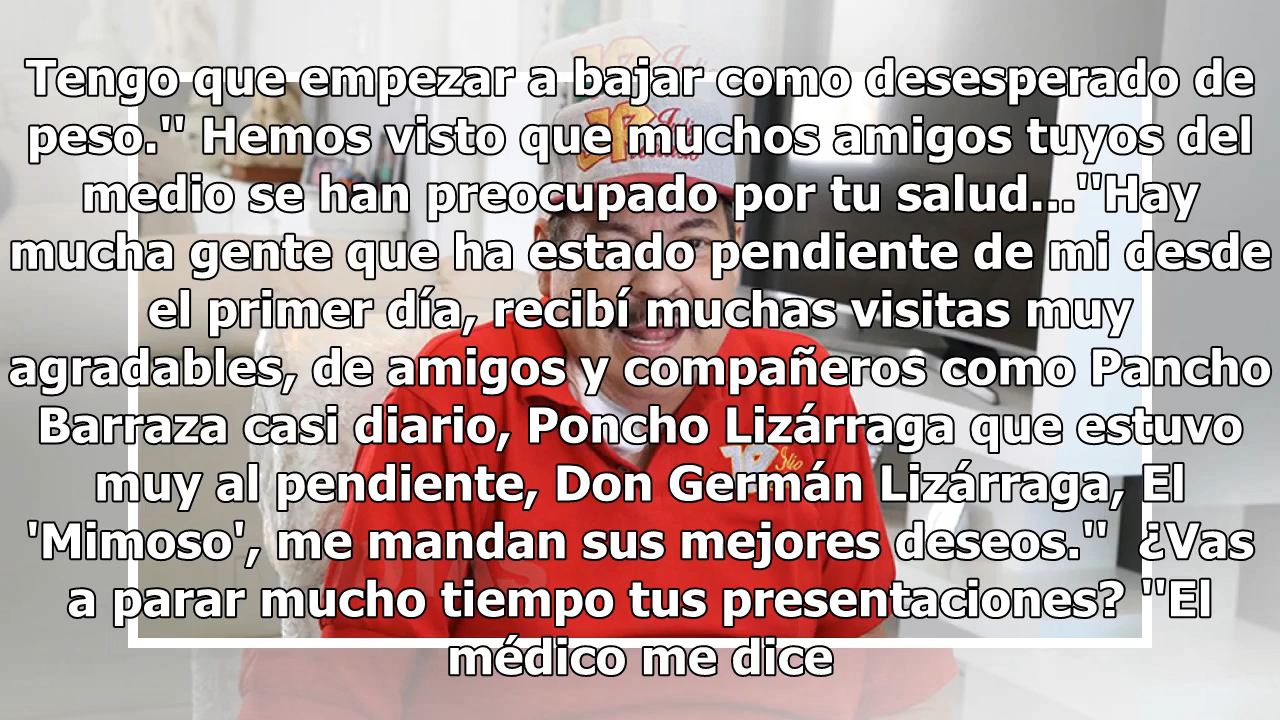 Tengo que empezar a bajar como desesperado de
peso." Hemos visto que muchos amigos tuyos del
medio se han preocupado por tu salud..."Hay
mucha gente que ha estado pendiente de mi desde
el primer día, recibí muchas visitas muy
agradables, de amigos y compañeros como Pancho
Barraza casi diario, Poncho Lizárraga que estuvo
muy al pendiente, Don Germán Lizárraga, El
'Mimoso', me mandan sus mejores deseos."  ¿Vas
a parar mucho tiempo tus presentaciones? "El
médico me dice